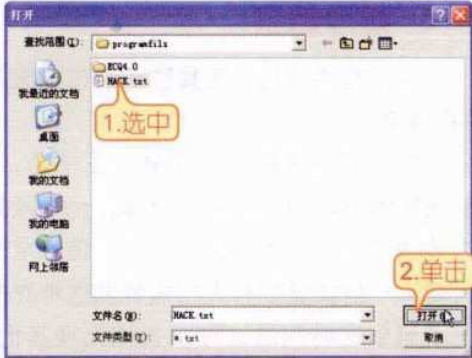 打开
查找范围(I):
programfils
ECQ4.0
HACK.txt
1.选中
我最近的文档
桌面
我的文档
我的电脑
网上邻居
2.单击
文件名(N):
HACK.txt
打开(O)
文件类型(T):
*.txt
取消